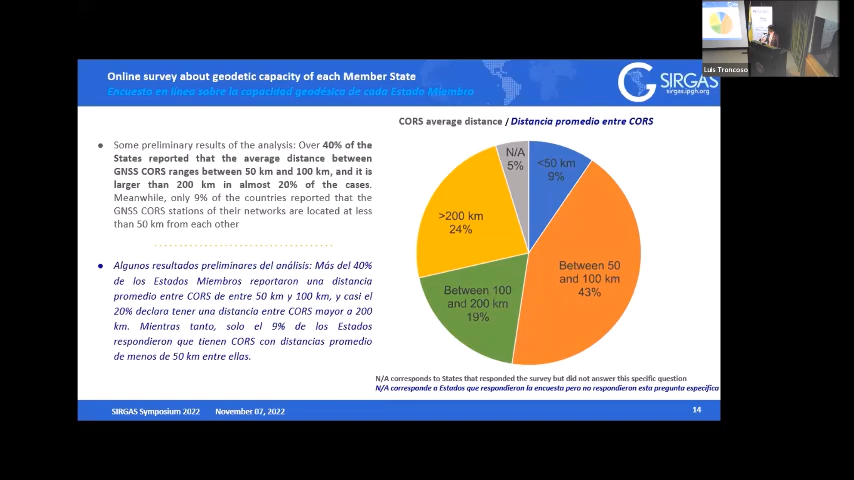 Online survey about geodetic capacity of each Member State
Encuesta en línea sobre la capacidad geodésica de cada Estado Miembro
SIRGAS
sirgas.ipgh.org
Luis Troncoso
CORS average distance / Distancia promedio entre CORS
Some preliminary results of the analysis: Over 40% of the
States reported that the average distance between
GNSS CORS ranges between 50 km and 100 km, and it is
larger than 200 km in almost 20% of the cases.
Meanwhile, only 9% of the countries reported that the
GNSS CORS stations of their networks are located at less
than 50 km from each other
Algunos resultados preliminares del análisis: Más del 40%
de los Estados Miembros reportaron una distancia
promedio entre CORS de entre 50 km y 100 km, y casi el
20% declara tener una distancia entre CORS mayor a 200
km. Mientras tanto, solo el 9% de los Estados
respondieron que tienen CORS con distancias promedio
de menos de 50 km entre ellas.
N/A
5%
<50 km
9%
>200 km
24%
Between 50
and 100 km
43%
Between 100
and 200 km
19%
N/A corresponds to States that responded the survey but did not answer this specific question
N/A corresponde a Estados que respondieron la encuesta pero no respondieron esta pregunta específica
SIRGAS Symposium 2022 November 07, 2022
14